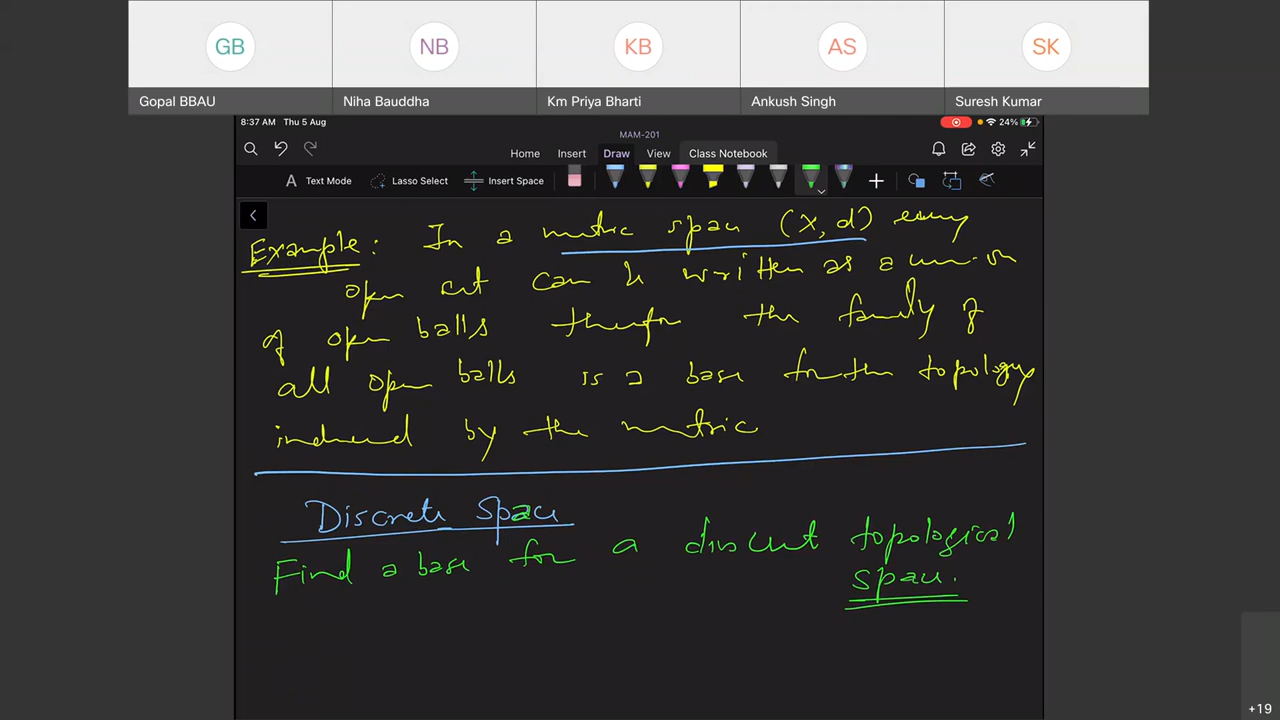 GB
NB
KB
AS
SK
Gopal BBAU
Niha Bauddha
Km Priya Bharti
Ankush Singh
Suresh Kumar
8:37 AM Thu 5 Aug
24%
MAM-201
Home Insert Draw View Class Notebook
A Text Mode Lasso Select Insert Space
Example: In a metric space (X, d) every
open set can be written as a union
of open balls therefore the family of
all open balls is a base for the topology
induced by the metric
Discrete Space
Find a base for a discrete topological
space.
+19